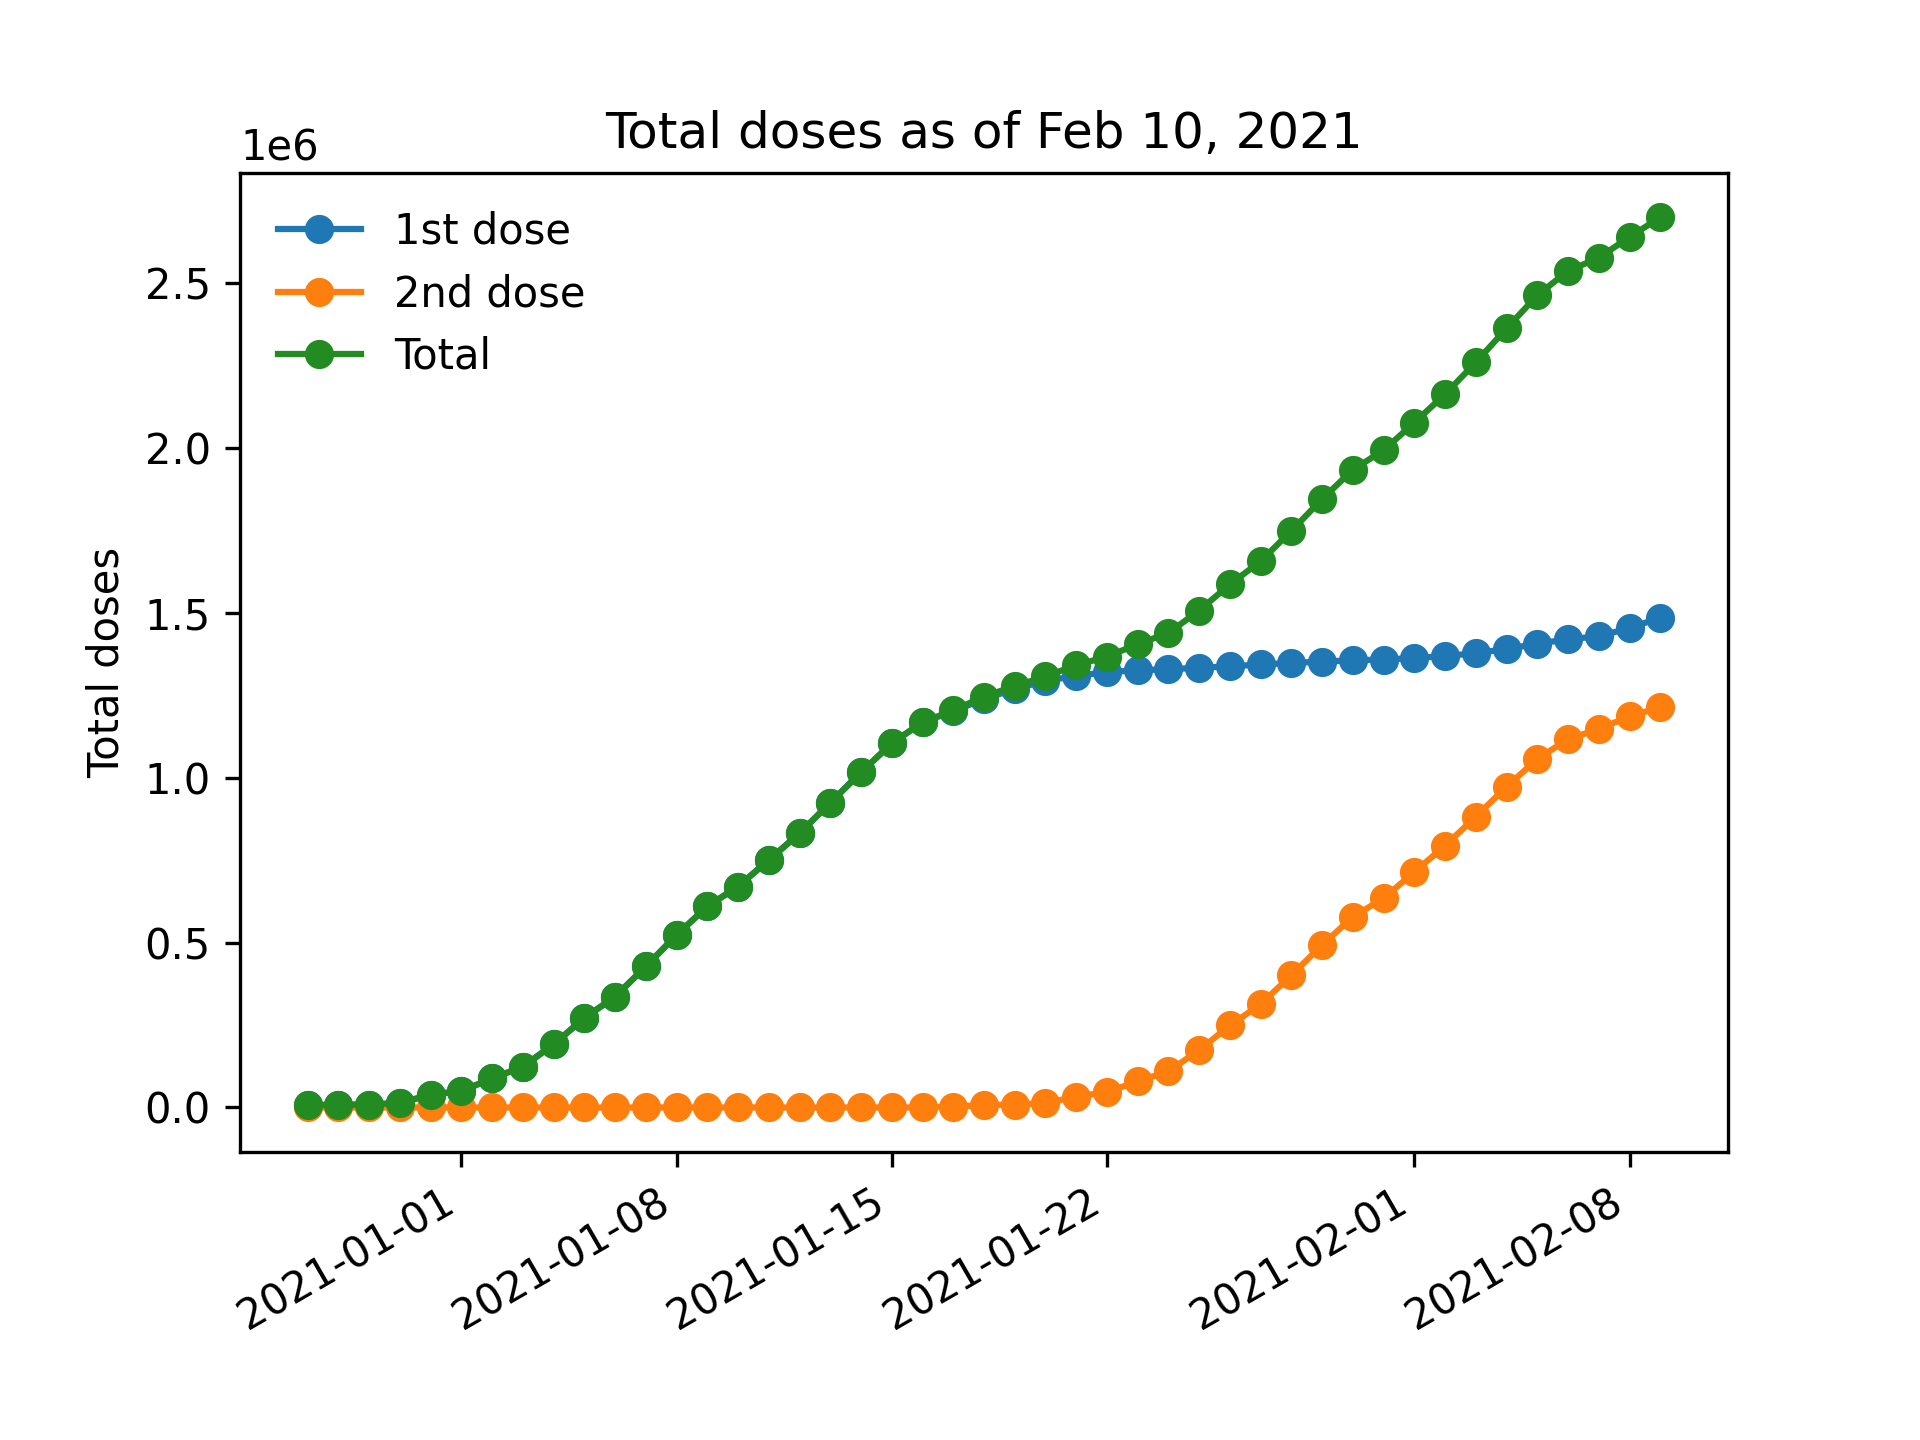 Total doses as of Feb 10, 2021
1e6
1st dose
2nd dose
Total
2.5
2.0
1.5
1.0
0.5
0.0
Total doses
2021-01-01
2021-01-08
2021-01-15
2021-01-22
2021-02-01
2021-02-08